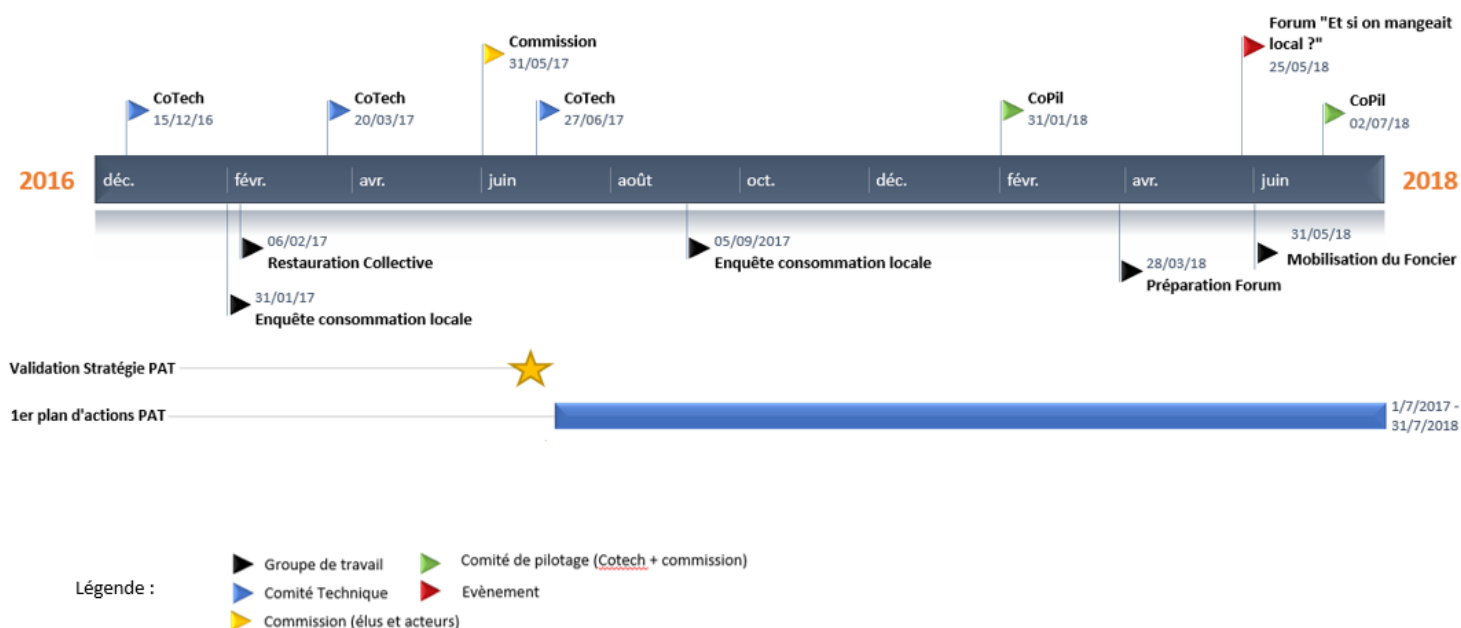 Forum "Et si on mangeait
local ?"
25/05/18
Commission
31/05/17
CoTech
15/12/16
CoTech
20/03/17
CoTech
27/06/17
CoPil
31/01/18
CoPil
02/07/18
2016
déc.
févr.
avr.
juin
août
oct.
déc.
févr.
avr.
juin
2018
06/02/17
Restauration Collective
05/09/2017
Enquête consommation locale
31/05/18
Mobilisation du Foncier
28/03/18
Préparation Forum
31/01/17
Enquête consommation locale
Validation Stratégie PAT
1er plan d'actions PAT
1/7/2017 -
31/7/2018
Légende :
Groupe de travail
Comité Technique
Commission (élus et acteurs)
Comité de pilotage (Cotech + commission)
Evènement